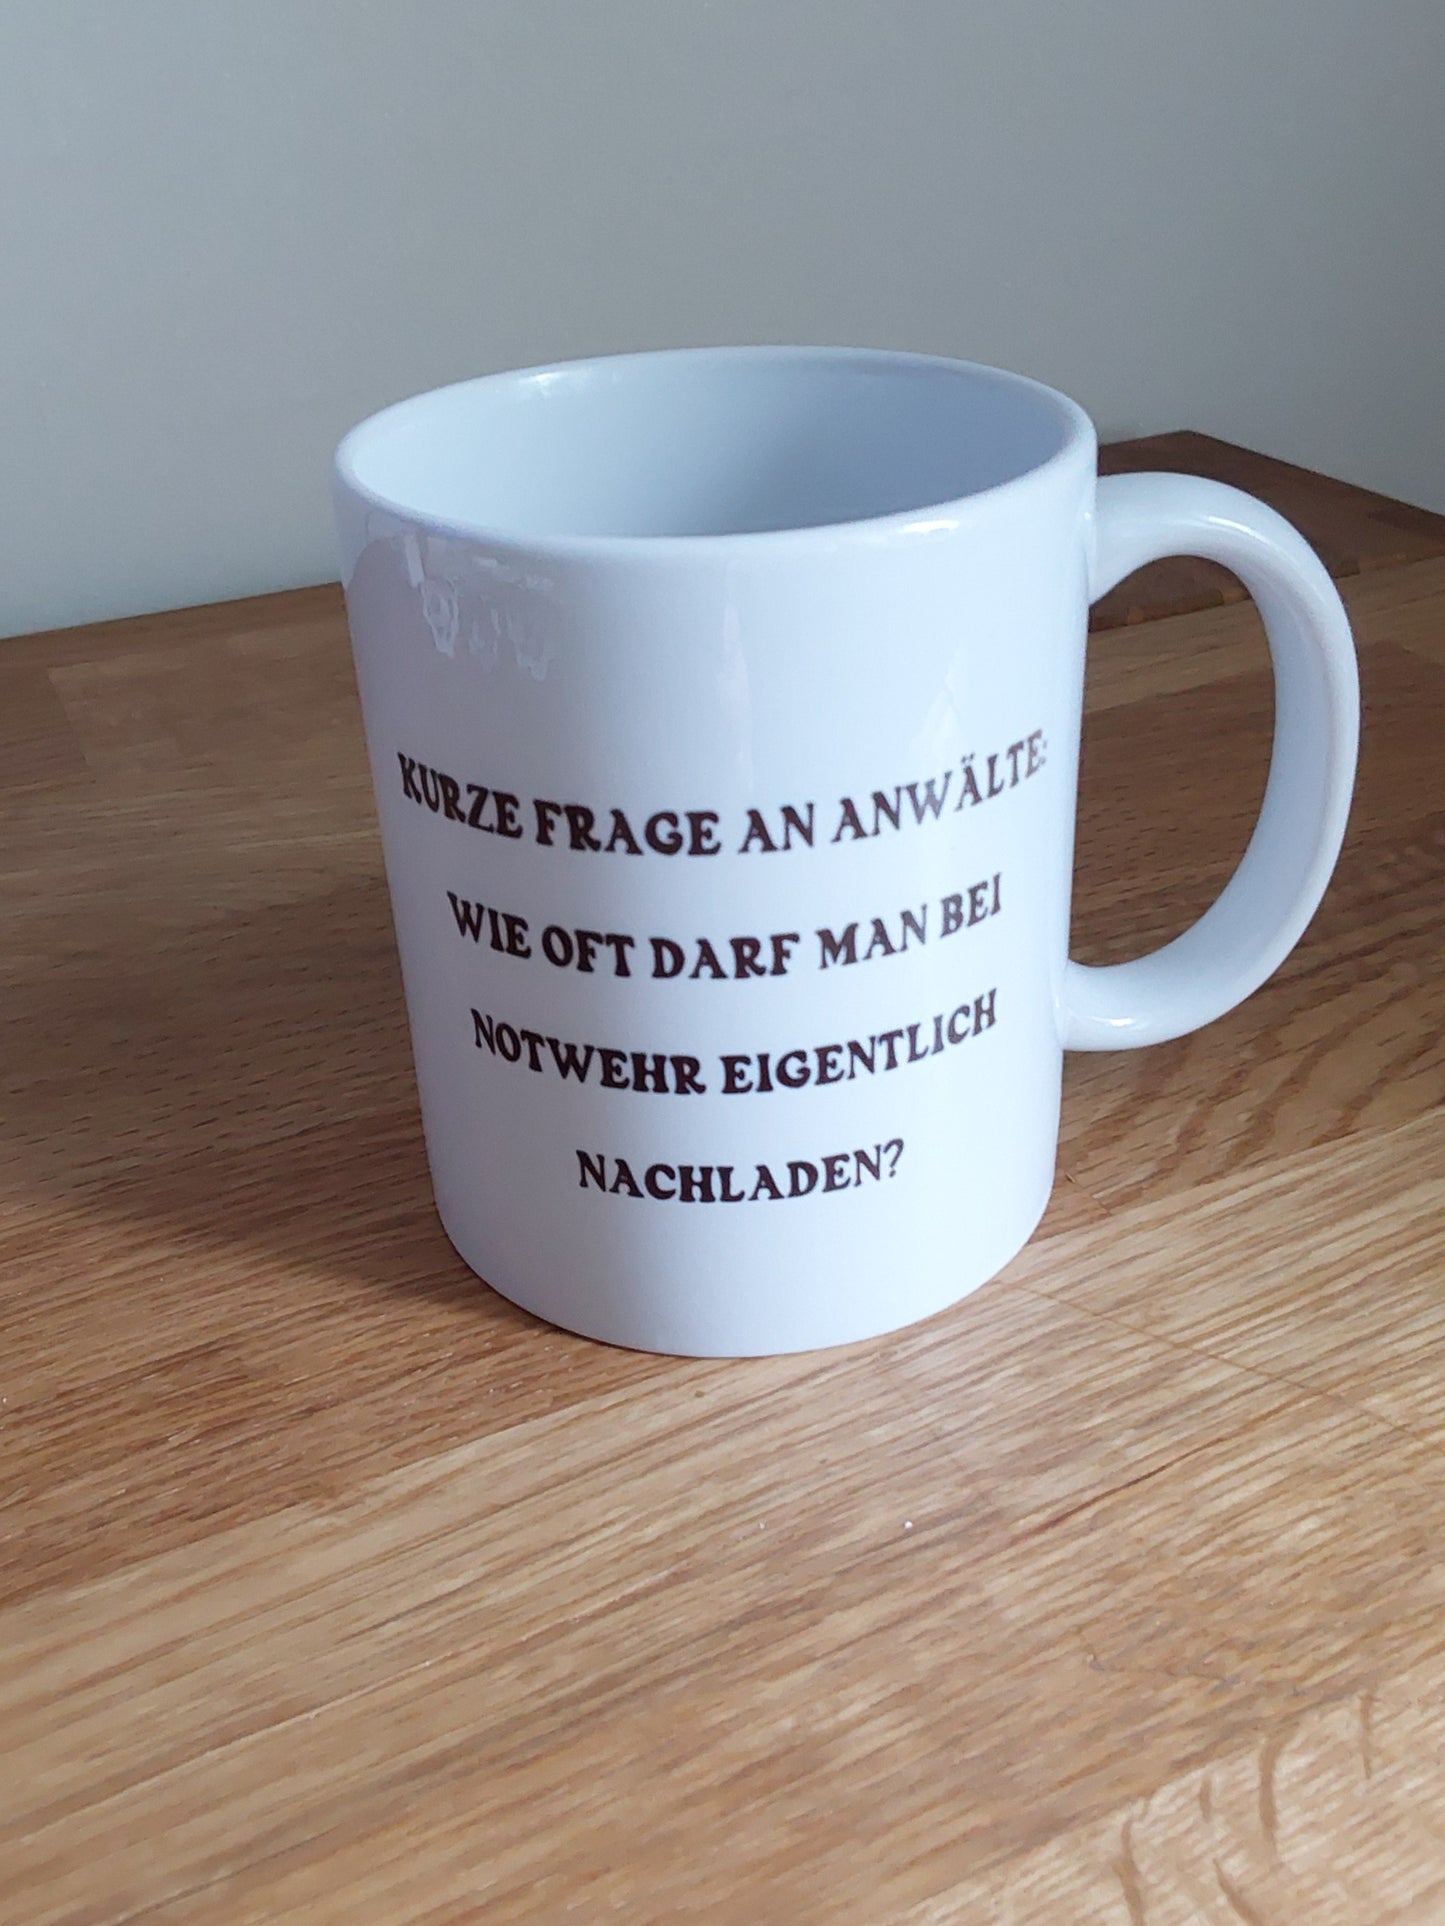 KURZE FRAGE AN ANWÄLTE:
WIE OFT DARF MAN BEI
NOTWEHR EIGENTLICH
NACHLADEN?